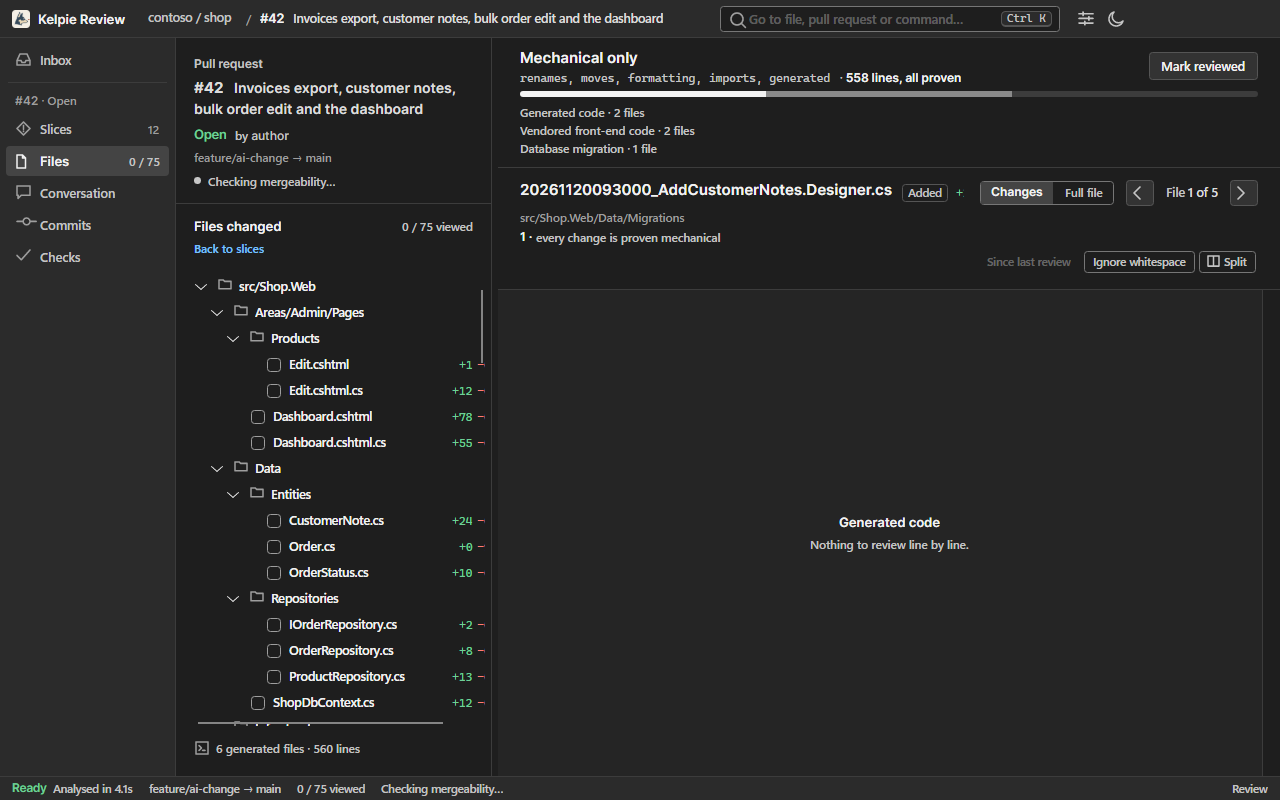 Kelpie Review
contoso / shop / #42 Invoices export, customer notes, bulk order edit and the dashboard
Go to file, pull request or command... Ctrl K
Inbox
#42 · Open
Slices 12
Files 0 / 75
Conversation
Commits
Checks
Pull request
#42 Invoices export, customer notes,
bulk order edit and the dashboard
Open by author
feature/ai-change → main
Checking mergeability...
Files changed 0 / 75 viewed
Back to slices
src/Shop.Web
Areas/Admin/Pages
Products
Edit.cshtml +1
Edit.cshtml.cs +12
Dashboard.cshtml +78
Dashboard.cshtml.cs +55
Data
Entities
CustomerNote.cs +24
Order.cs +0
OrderStatus.cs +10
Repositories
IOrderRepository.cs +2
OrderRepository.cs +8
ProductRepository.cs +13
ShopDbContext.cs +12
6 generated files · 560 lines
Mechanical only
renames, moves, formatting, imports, generated · 558 lines, all proven
Mark reviewed
Generated code · 2 files
Vendored front-end code · 2 files
Database migration · 1 file
20261120093000_AddCustomerNotes.Designer.cs Added +
Changes Full file File 1 of 5
src/Shop.Web/Data/Migrations
1 · every change is proven mechanical
Since last review Ignore whitespace Split
Generated code
Nothing to review line by line.
Ready Analysed in 4.1s feature/ai-change → main 0 / 75 viewed Checking mergeability... Review